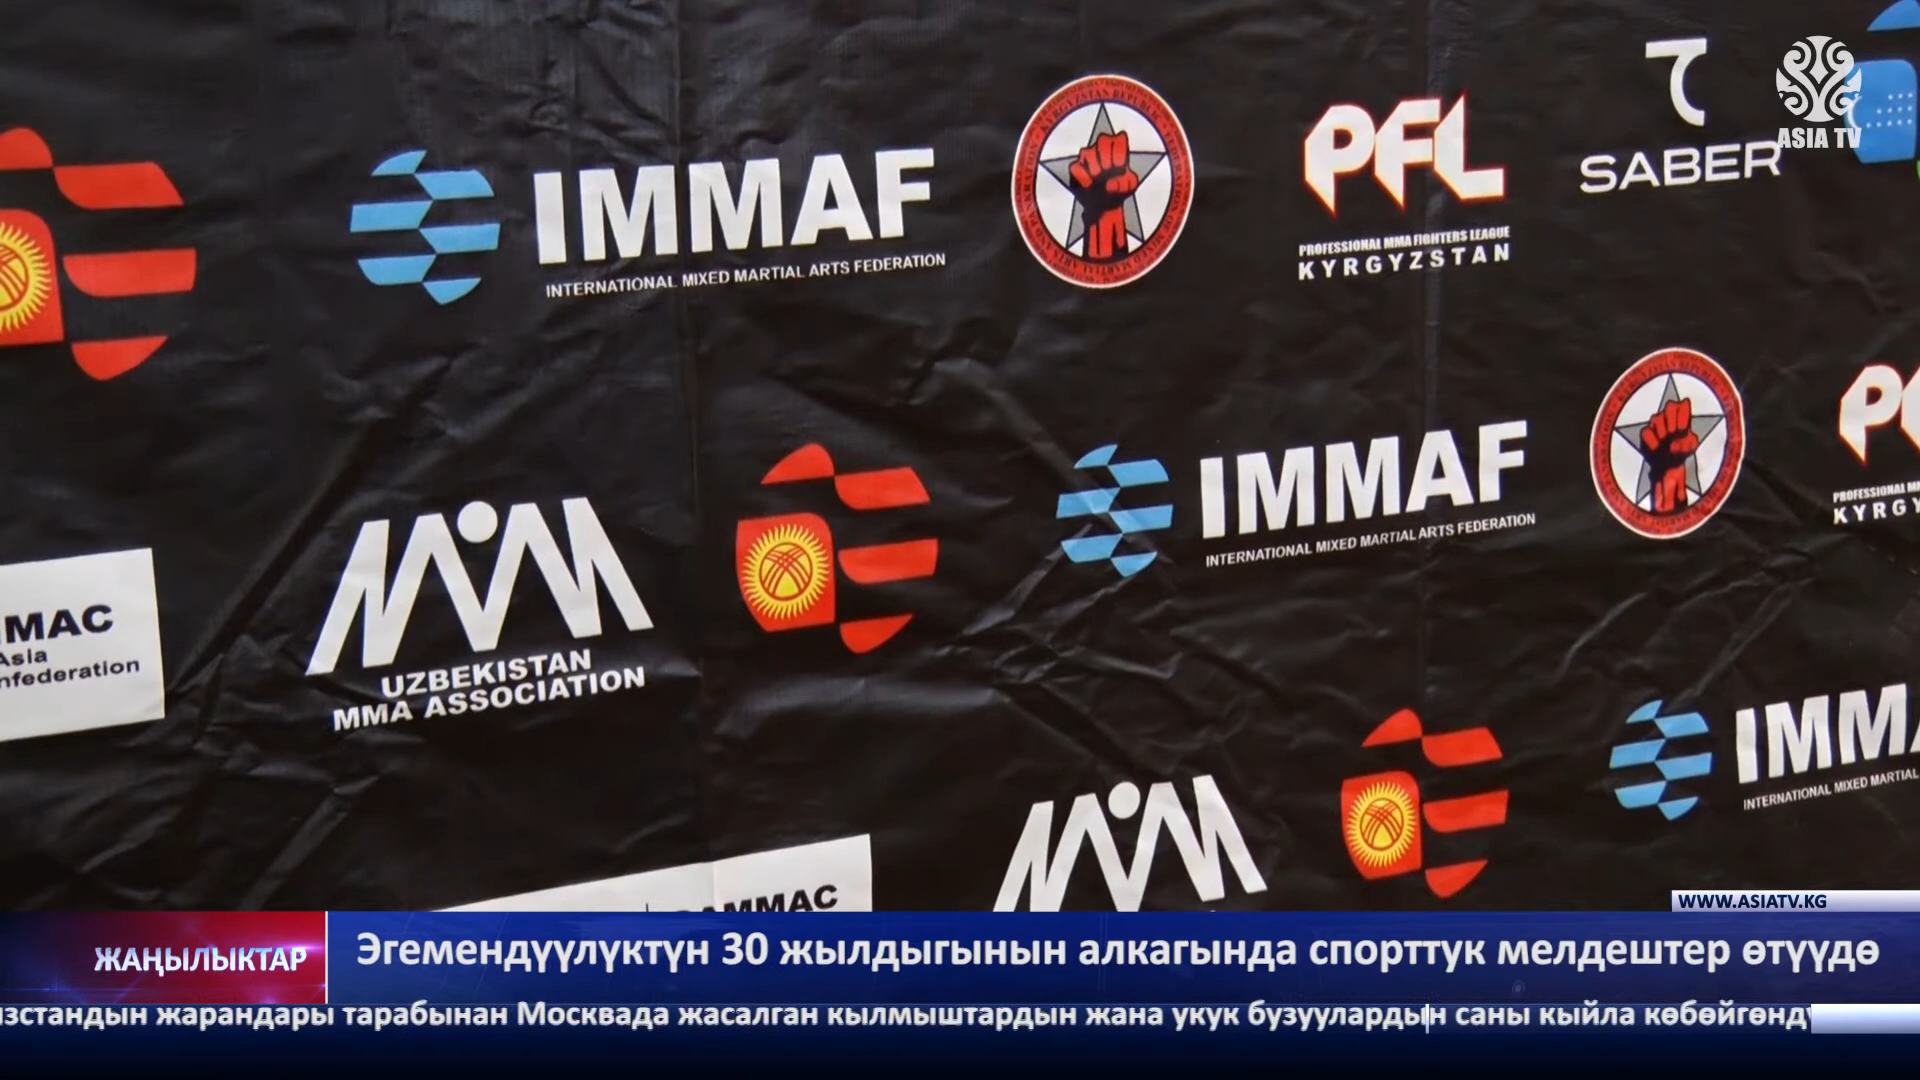 SABER
ASIA TV
PFL
PROFESSIONAL MMA FIGHTERS LEAGUE
KYRGYZSTAN
IMMAF
INTERNATIONAL MIXED MARTIAL ARTS FEDERATION
IMMAF
INTERNATIONAL MIXED MARTIAL ARTS FEDERATION
PROFESSIONAL
KYRGY
MMAC
Asia
nfederation
UZBEKISTAN
MMA ASSOCIATION
IMMA
INTERNATIONAL MIXED MARTIAL
AMMAC
WWW.ASIATV.KG
ЖАҢЫЛЫКТАР
Эгемендүүлүктүн 30 жылдыгынын алкагында спорттук мелдештер өтүүдө
зстандын жарандары тарабынан Москвада жасалган кылмыштардын жана укук бузуулардын саны кыйла көбөйгөнд